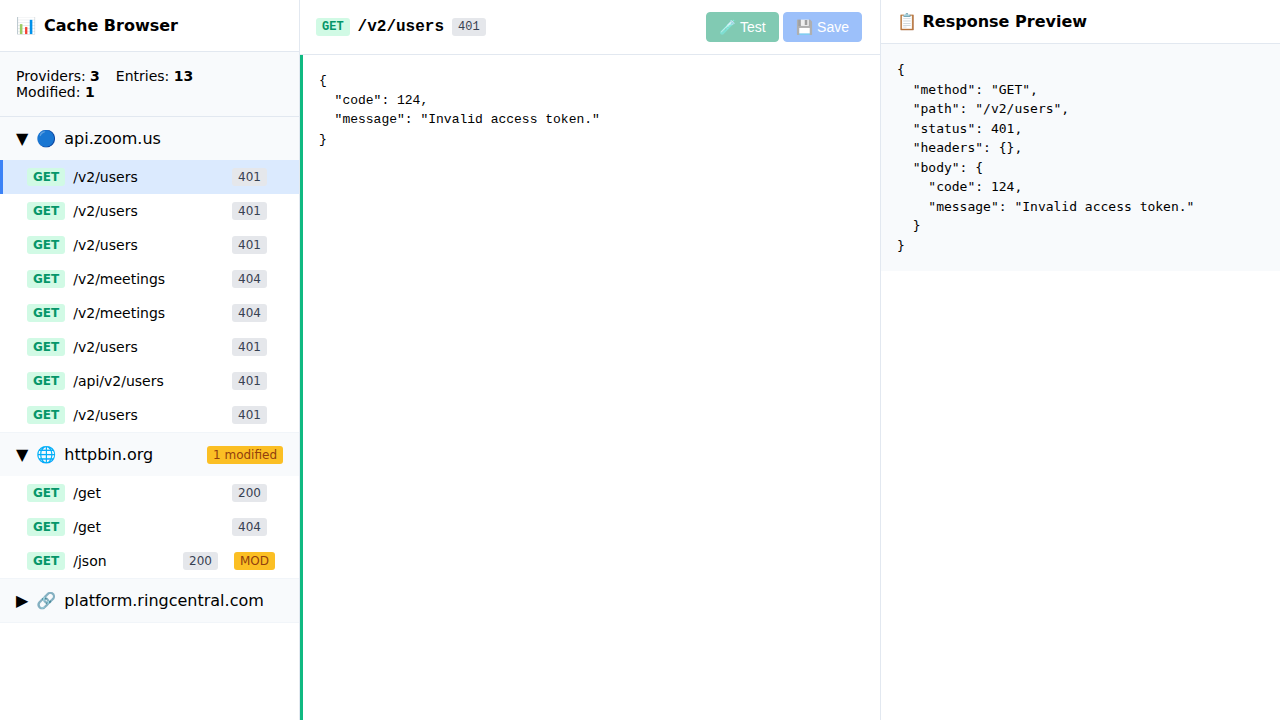 📊 Cache Browser
Providers: 3 Entries: 13
Modified: 1
▼ 🔵 api.zoom.us
GET /v2/users 401
GET /v2/users 401
GET /v2/users 401
GET /v2/meetings 404
GET /v2/meetings 404
GET /v2/users 401
GET /api/v2/users 401
GET /v2/users 401
▼ 🌐 httpbin.org 1 modified
GET /get 200
GET /get 404
GET /json 200 MOD
▶ 🔗 platform.ringcentral.com
GET /v2/users 401 🧪 Test 💾 Save
{
  "code": 124,
  "message": "Invalid access token."
}
📋 Response Preview
{
  "method": "GET",
  "path": "/v2/users",
  "status": 401,
  "headers": {},
  "body": {
    "code": 124,
    "message": "Invalid access token."
  }
}